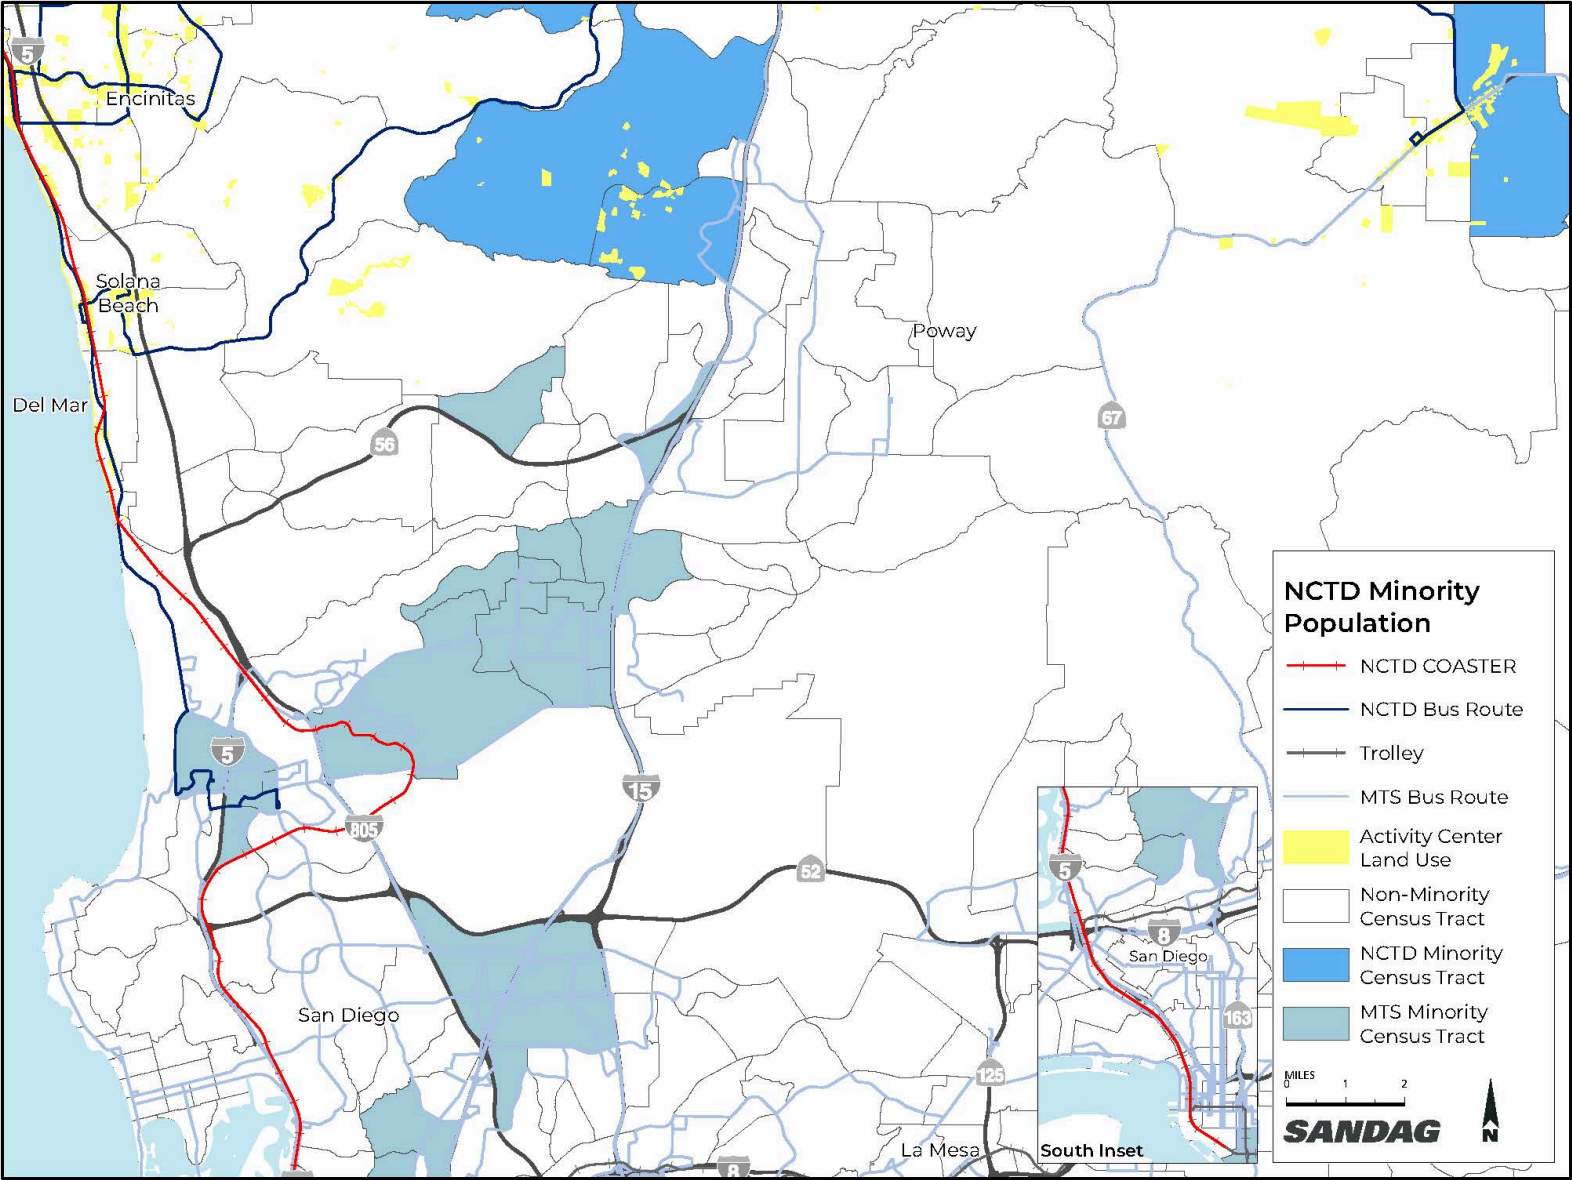 5
Encinitas
Solana
Beach
Poway
Del Mar
56
67
5
15
805
52
San Diego
125
La Mesa
8
5
8
San Diego
163
South Inset
NCTD Minority
Population
NCTD COASTER
NCTD Bus Route
Trolley
MTS Bus Route
Activity Center
Land Use
Non-Minority
Census Tract
NCTD Minority
Census Tract
MTS Minority
Census Tract
MILES
0 1 2
SANDAG
N